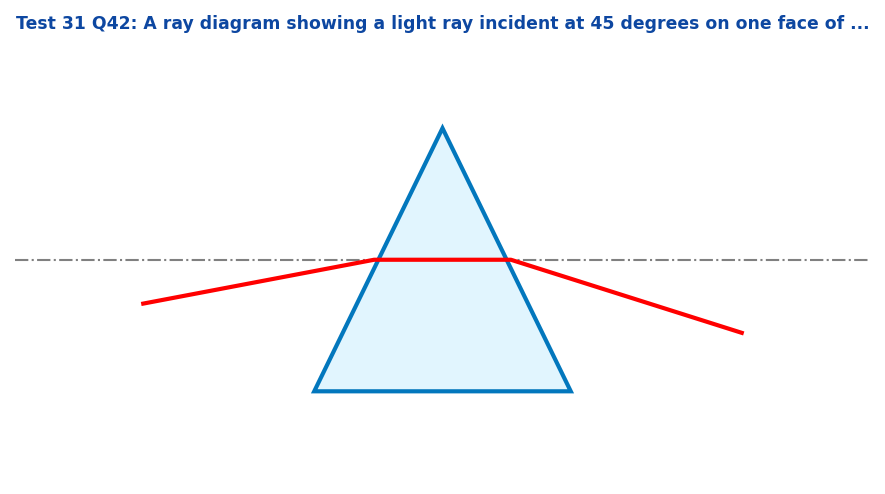 Test 31 Q42: A ray diagram showing a light ray incident at 45 degrees on one face of ...